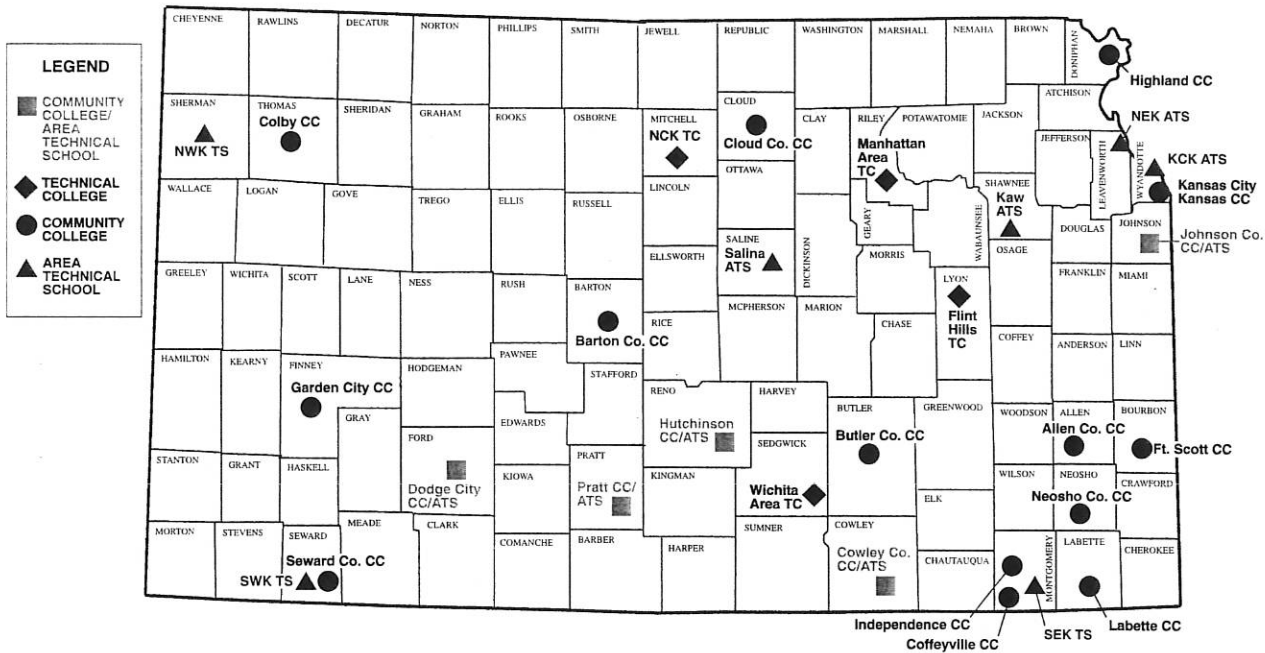 LEGEND
COMMUNITY
COLLEGE/
AREA
TECHNICAL
SCHOOL
TECHNICAL
COLLEGE
COMMUNITY
COLLEGE
AREA
TECHNICAL
SCHOOL
CHEYENNE
RAWLINS
DECATUR
NORTON
PHILLIPS
SMITH
JEWELL
REPUBLIC
WASHINGTON
MARSHALL
NEMAHA
BROWN
DONIPHAN
Highland CC
SHERMAN
NWK TS
THOMAS
Colby CC
SHERIDAN
GRAHAM
ROOKS
OSBORNE
MITCHELL
NCK TC
CLOUD
Cloud Co. CC
CLAY
RILEY
Manhattan
Area
TC
POTAWATOMIE
JACKSON
ATCHISON
NEK ATS
JEFFERSON
LEAVENWORTH
WYANDOTTE
KCK ATS
Kansas City
Kansas CC
WALLACE
LOGAN
GOVE
TREGO
ELLIS
RUSSELL
LINCOLN
OTTAWA
SALINE
Salina
ATS
DICKINSON
GEARY
WABAUNSEE
SHAWNEE
Kaw
ATS
DOUGLAS
JOHNSON
Johnson Co.
CC/ATS
GREELEY
WICHITA
SCOTT
LANE
NESS
RUSH
BARTON
Barton Co. CC
ELLSWORTH
RICE
MCPHERSON
MARION
MORRIS
CHASE
LYON
Flint
Hills
TC
OSAGE
FRANKLIN
MIAMI
COFFEY
ANDERSON
LINN
HAMILTON
KEARNY
FINNEY
Garden City CC
HODGEMAN
PAWNEE
STAFFORD
EDWARDS
GRAY
FORD
Dodge City
CC/ATS
RENO
Hutchinson
CC/ATS
HARVEY
SEDGWICK
Wichita
Area TC
BUTLER
Butler Co. CC
GREENWOOD
WOODSON
ALLEN
Allen Co. CC
BOURBON
Ft. Scott CC
STANTON
GRANT
HASKELL
KIOWA
PRATT
Pratt CC/
ATS
KINGMAN
ELK
WILSON
NEOSHO
Neosho Co. CC
CRAWFORD
MORTON
STEVENS
SEWARD
Seward Co. CC
SWK TS
MEADE
CLARK
COMANCHE
BARBER
HARPER
SUMNER
COWLEY
Cowley Co.
CC/ATS
CHAUTAUQUA
MONTGOMERY
LABETTE
CHEROKEE
Independence CC
Coffeyville CC
SEK TS
Labette CC